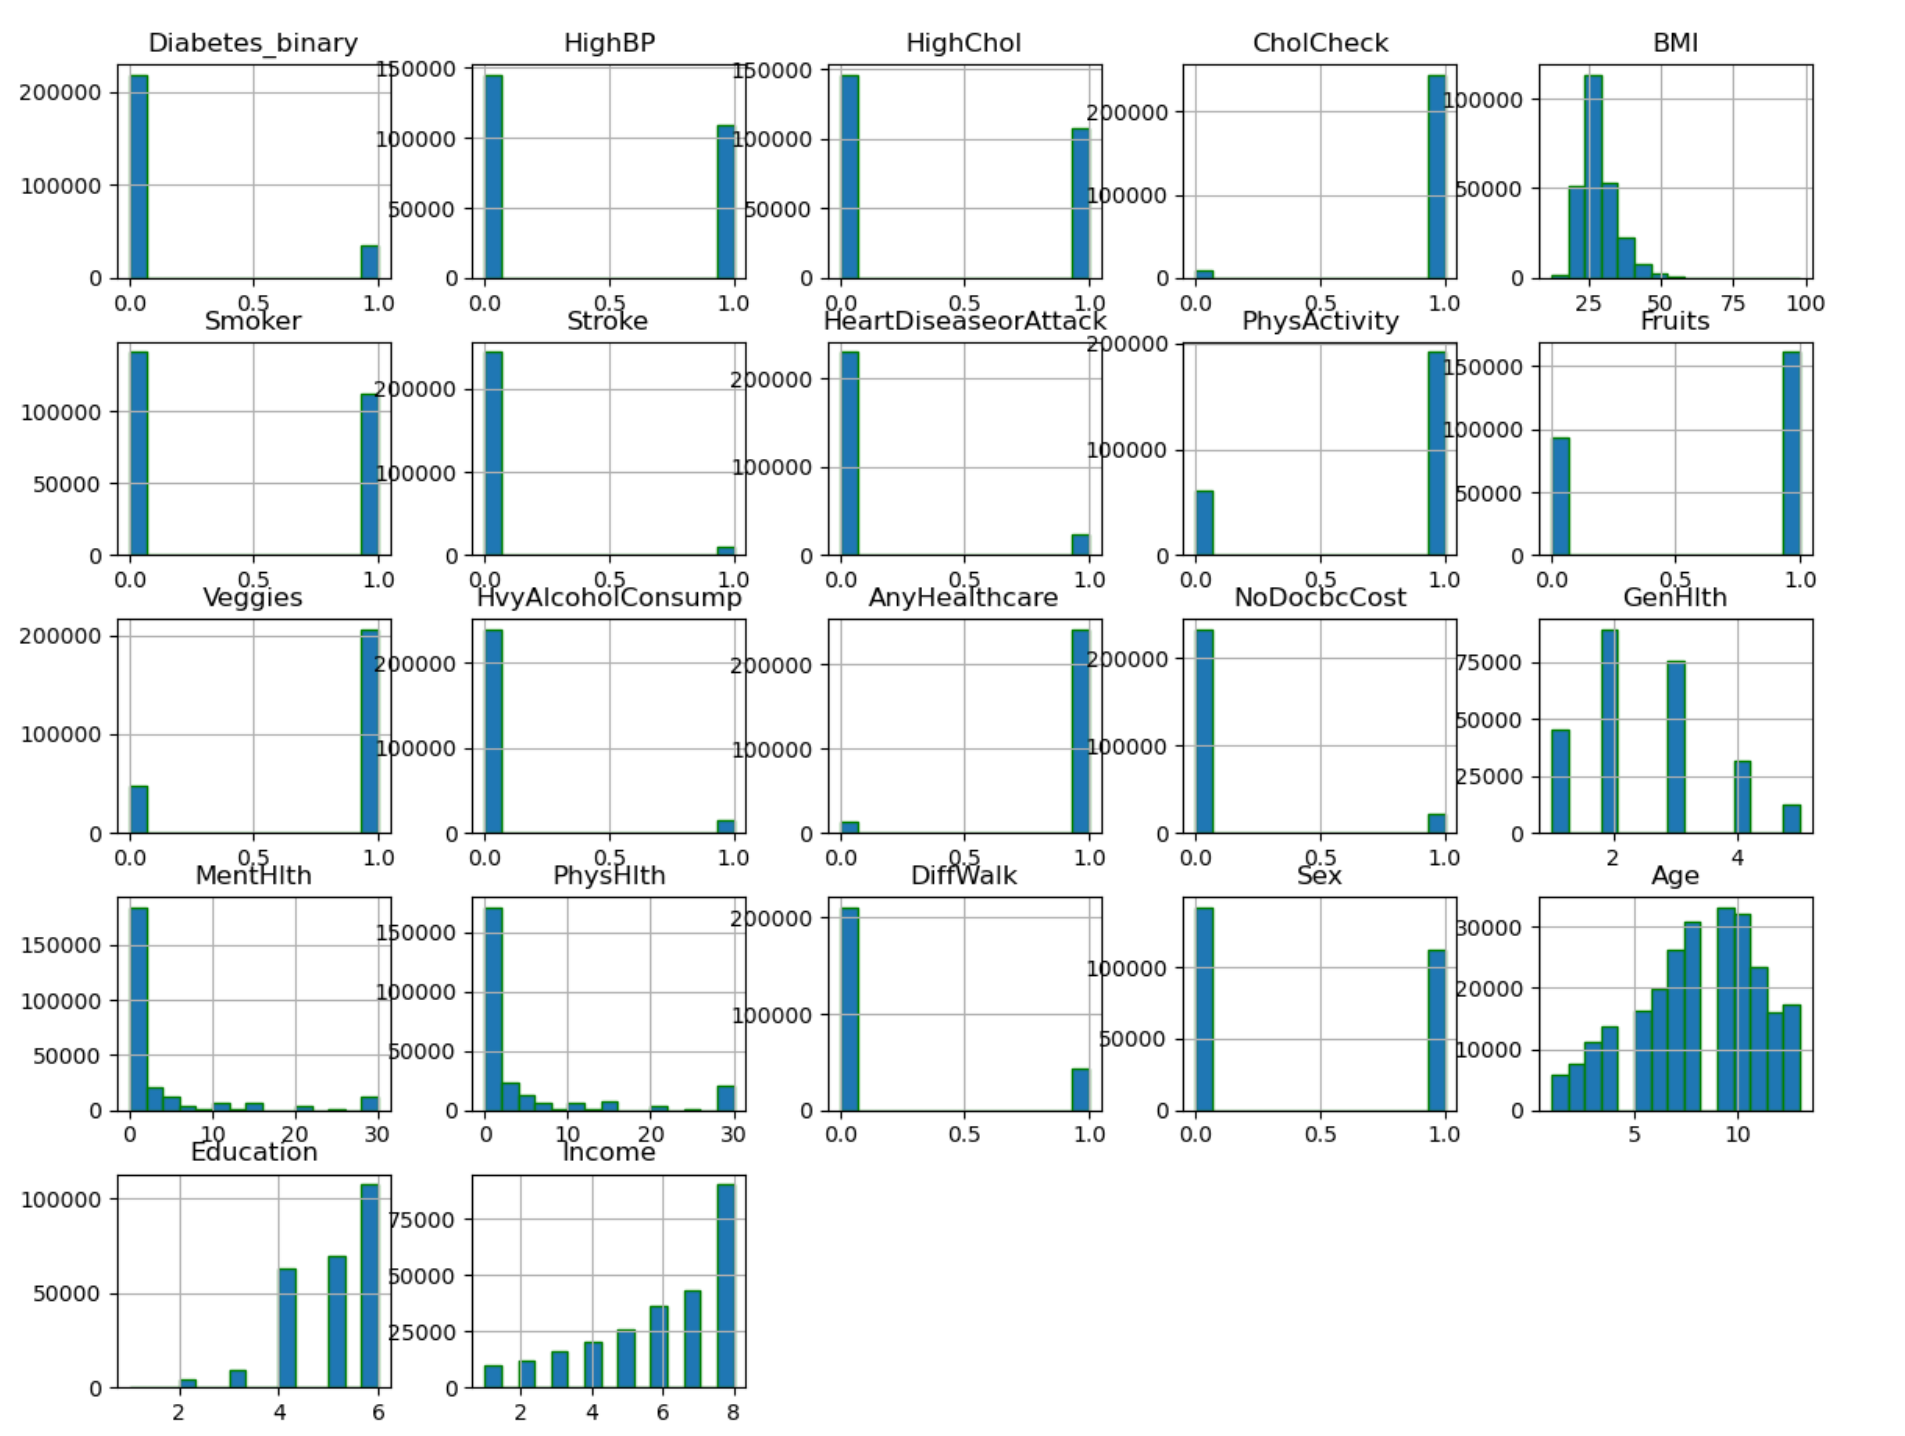 Diabetes_binary HighBP HighChol CholCheck BMI
200000 150000 150000 200000 100000
100000 100000 100000 100000 50000
50000 50000
0 0 0 0 0
0.0 0.5 1.0 0.0 0.5 1.0 0.0 0.5 1.0 0.0 0.5 1.0 25 50 75 100
Smoker Stroke HeartDiseaseorAttack PhysActivity Fruits
100000 200000 200000 200000 150000
50000 100000 100000 100000 100000
50000
0 0 0 0 0
0.0 0.5 1.0 0.0 0.5 1.0 0.0 0.5 1.0 0.0 0.5 1.0 0.0 0.5 1.0
Veggies HvyAlcoholConsump AnyHealthcare NoDocbcCost GenHlth
200000 200000 200000 200000 75000
100000 100000 100000 100000 50000
25000
0 0 0 0 0
0.0 0.5 1.0 0.0 0.5 1.0 0.0 0.5 1.0 0.0 0.5 1.0 2 4
MentHlth PhysHlth DiffWalk Sex Age
150000 150000 200000 100000 30000
100000 100000 100000 50000 20000
50000 50000 10000
0 0 0 0 0
0 10 20 30 0 10 20 30 0.0 0.5 1.0 0.0 0.5 1.0 5 10
Education Income
100000 75000
50000 50000
25000
0 0
2 4 6 2 4 6 8